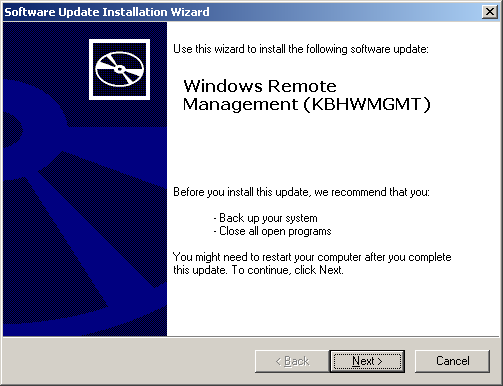 Software Update Installation Wizard
Use this wizard to install the following software update:
Windows Remote
Management (KBHWMGMT)
Before you install this update, we recommend that you:
- Back up your system
- Close all open programs
You might need to restart your computer after you complete
this update. To continue, click Next.
< Back
Next >
Cancel